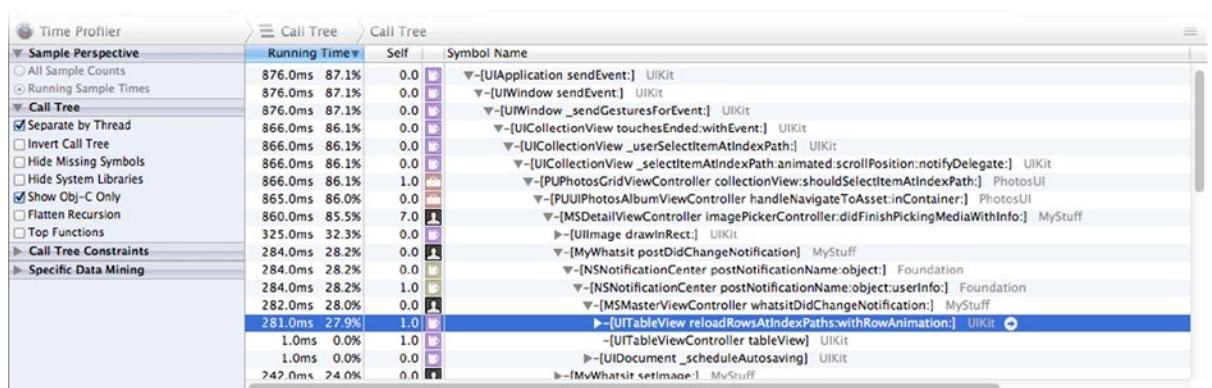 Time Profiler
Call Tree
Call Tree
Sample Perspective
All Sample Counts
Running Sample Times
Call Tree
Separate by Thread
Invert Call Tree
Hide Missing Symbols
Hide System Libraries
Show Obj-C Only
Flatten Recursion
Top Functions
Call Tree Constraints
Specific Data Mining
Running Time Self Symbol Name
876.0ms 87.1% 0.0 -[UIApplication sendEvent:] UIKit
876.0ms 87.1% 0.0 -[UIWindow sendEvent:] UIKit
876.0ms 87.1% 0.0 -[UIWindow _sendGesturesForEvent:] UIKit
866.0ms 86.1% 0.0 -[UICollectionView touchesEnded:withEvent:] UIKit
866.0ms 86.1% 0.0 -[UICollectionView _userSelectItemAtIndexPath:] UIKit
866.0ms 86.1% 0.0 -[UICollectionView _selectItemAtIndexPath:animated:scrollPosition:notifyDelegate:] UIKit
866.0ms 86.1% 1.0 -[PUPhotosGridViewController collectionView:shouldSelectItemAtIndexPath:] PhotosUI
865.0ms 86.0% 0.0 -[PUUIPhotosAlbumViewController handleNavigateToAsset:inContainer:] PhotosUI
860.0ms 85.5% 7.0 -[MSDetailViewController imagePickerController:didFinishPickingMediaWithInfo:] MyStuff
325.0ms 32.3% 0.0 -[UIImage drawInRect:] UIKit
284.0ms 28.2% 0.0 -[MyWhatsit postDidChangeNotification] MyStuff
284.0ms 28.2% 0.0 -[NSNotificationCenter postNotificationName:object:] Foundation
284.0ms 28.2% 1.0 -[NSNotificationCenter postNotificationName:object:userInfo:] Foundation
282.0ms 28.0% 0.0 -[MSMasterViewController whatsitDidChangeNotification:] MyStuff
281.0ms 27.9% 1.0 -[UITableView reloadRowsAtIndexPaths:withRowAnimation:] UIKit
1.0ms 0.0% 1.0 -[UITableViewController tableView] UIKit
1.0ms 0.0% 0.0 -[UIDocument _scheduleAutosaving] UIKit
242.0ms 24.0% 0.0 -[MyWhatsit setImage:] MyStuff